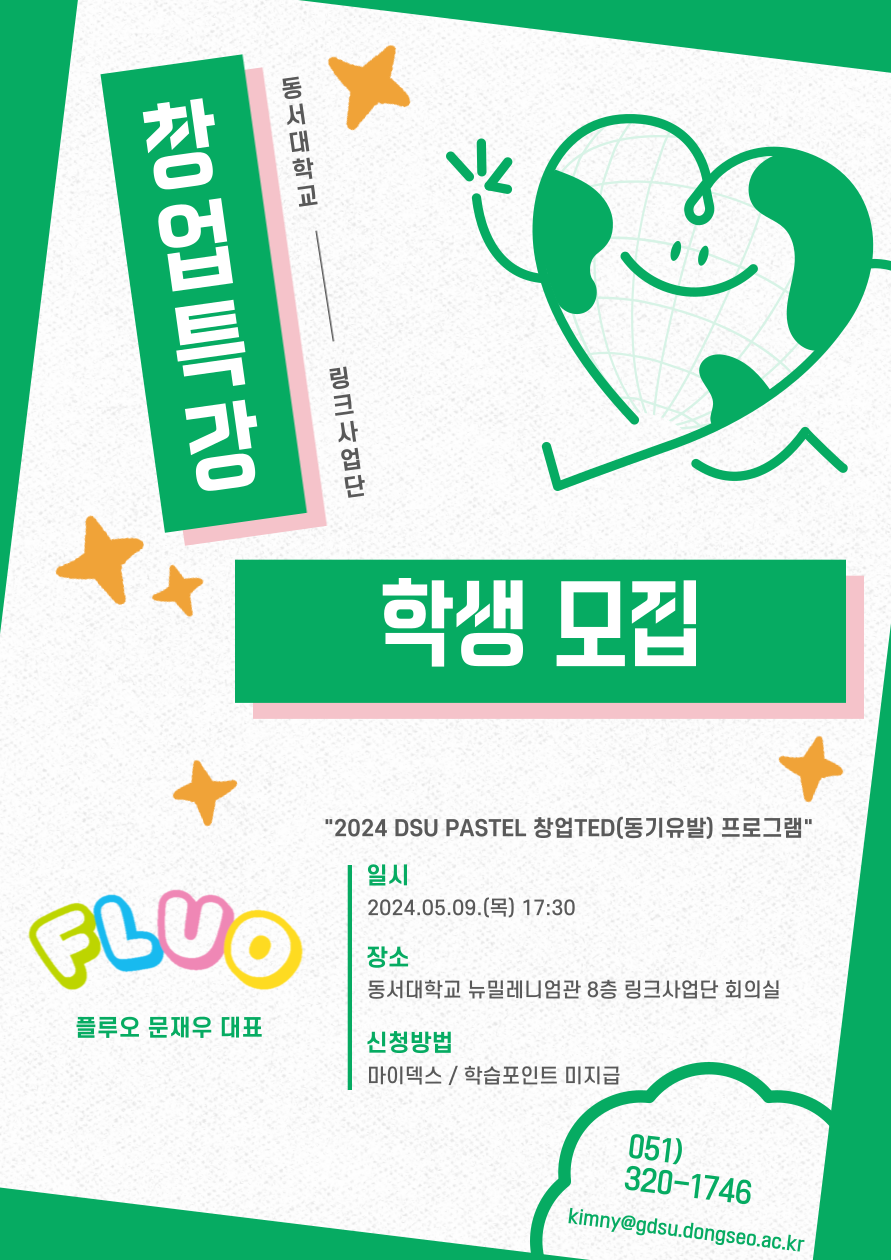 창업특강
동서대학교 ── 링크사업단
학생 모집
"2024 DSU PASTEL 창업TED(동기유발) 프로그램"
일시
2024.05.09.(목) 17:30
장소
동서대학교 뉴밀레니엄관 8층 링크사업단 회의실
신청방법
마이덱스 / 학습포인트 미지급
FLUO
플루오 문재우 대표
051)
320-1746
kimny@gdsu.dongseo.ac.kr